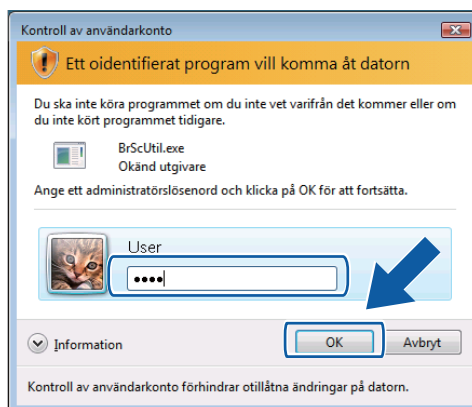 Kontroll av användarkonto
Ett oidentifierat program vill komma åt datorn
Du ska inte köra programmet om du inte vet varifrån det kommer eller om
du inte kört programmet tidigare.
BrScUtil.exe
Okänd utgivare
Ange ett administratörslösenord och klicka på OK för att fortsätta.
User
••••
Information
OK
Avbryt
Kontroll av användarkonto förhindrar otillåtna ändringar på datorn.